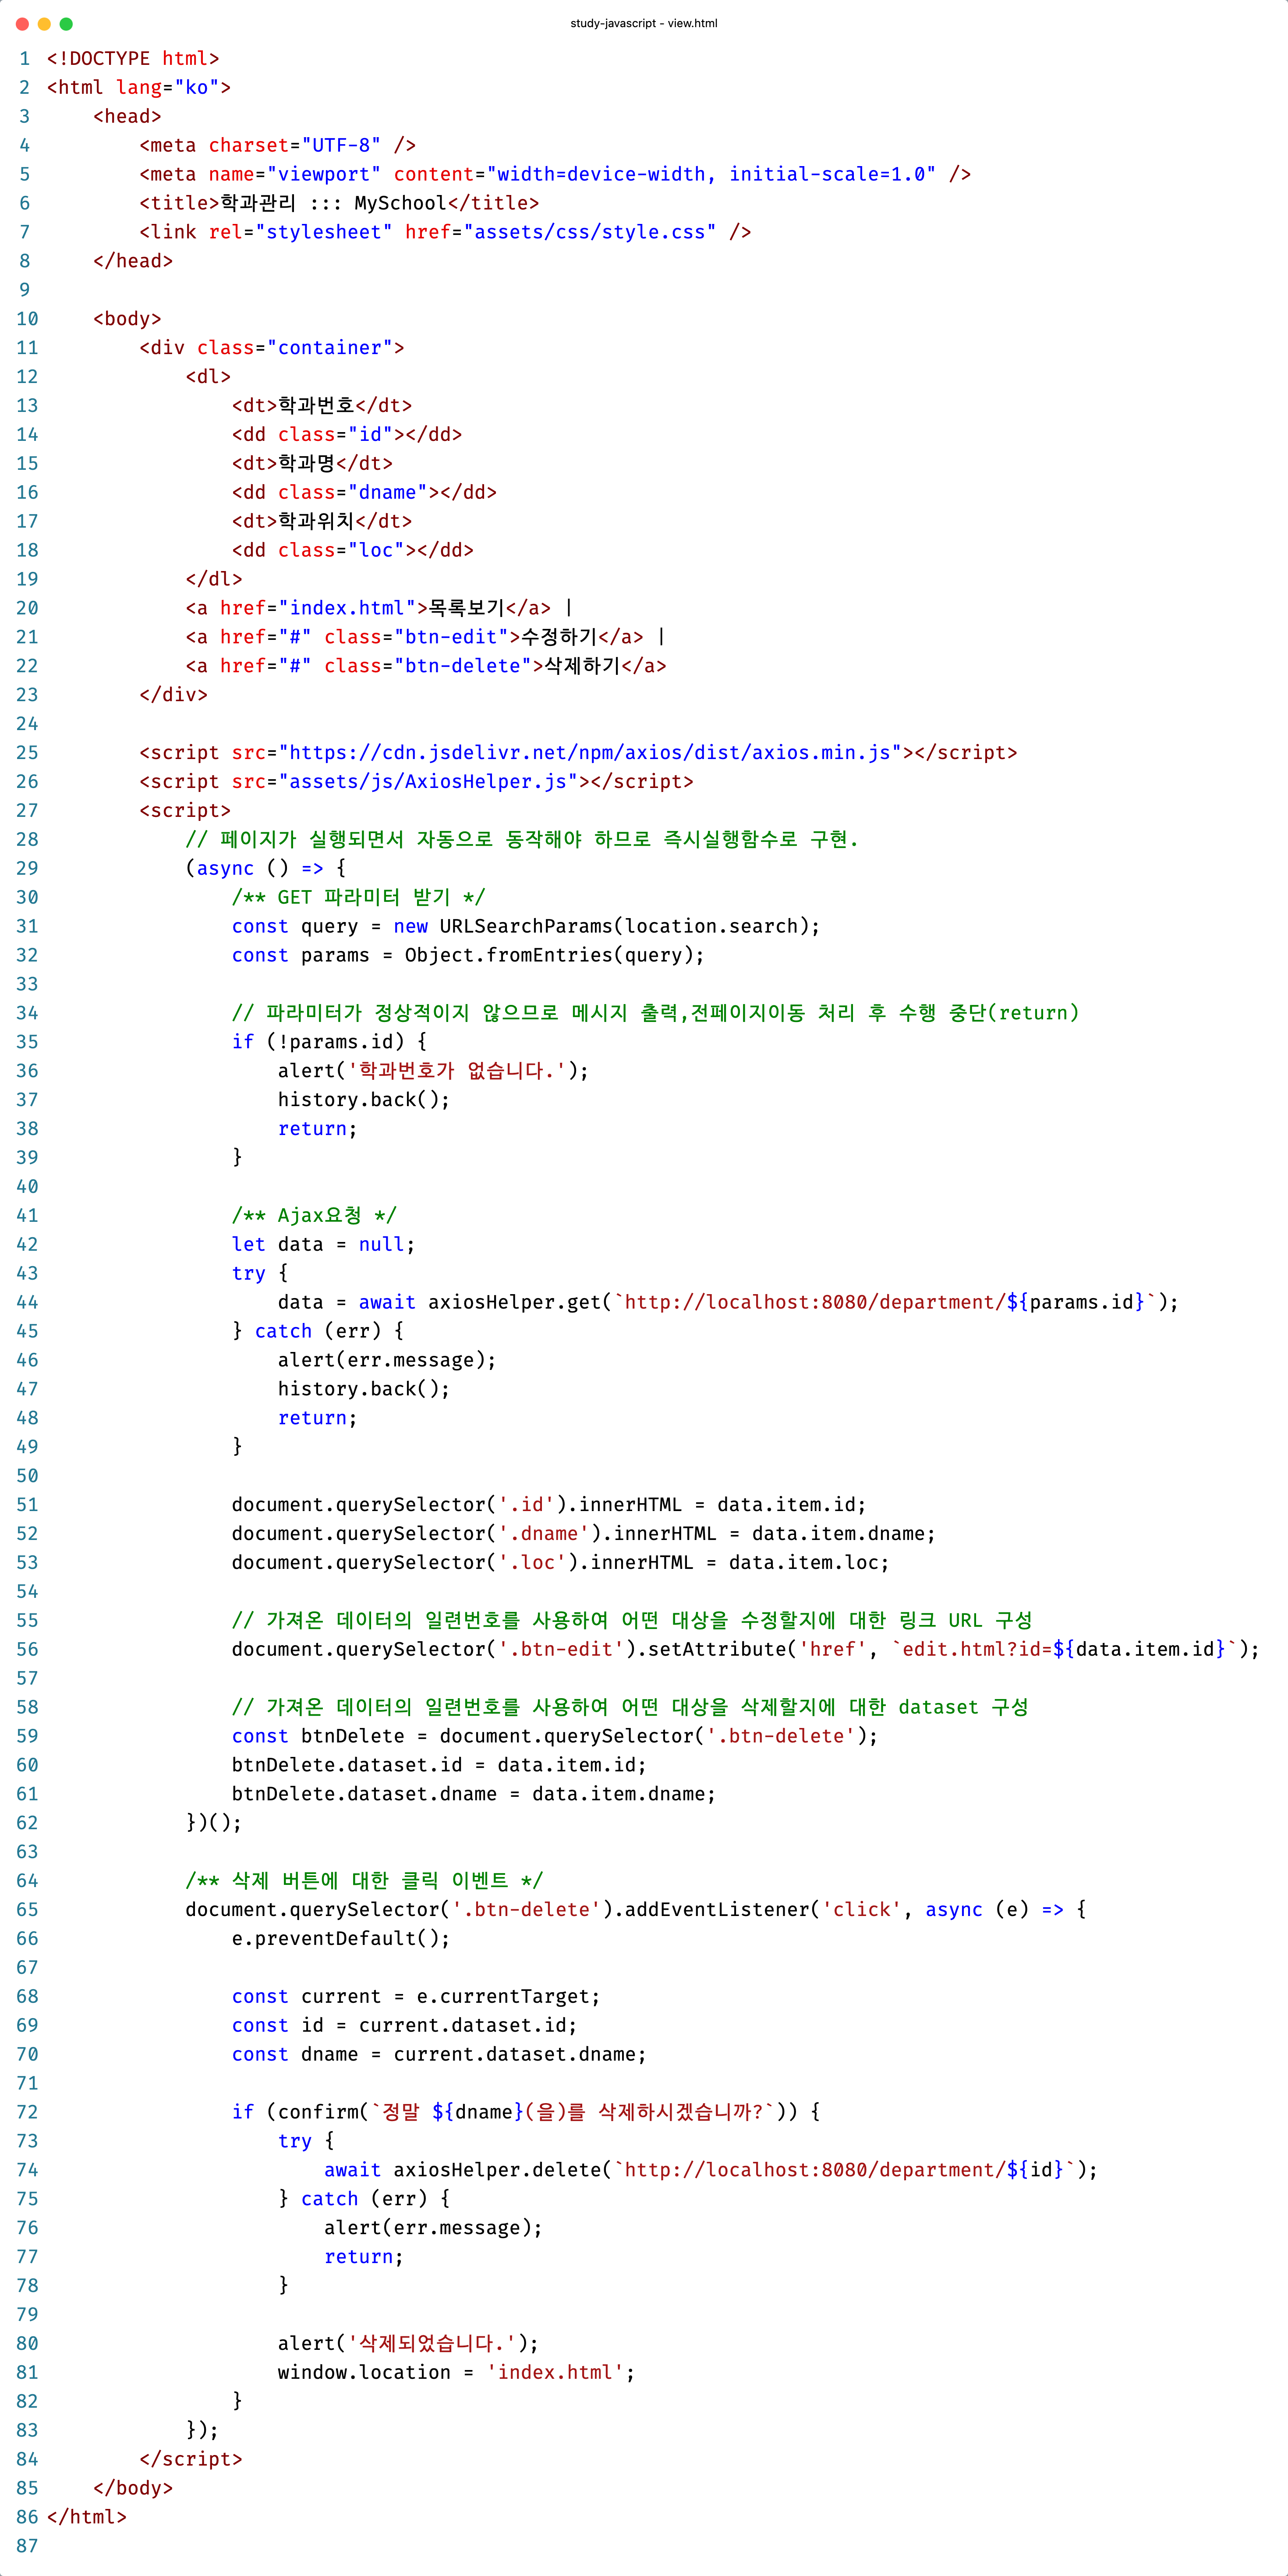 study-javascript - view.html
1 <!DOCTYPE html>
2 <html lang="ko">
3     <head>
4         <meta charset="UTF-8" />
5         <meta name="viewport" content="width=device-width, initial-scale=1.0" />
6         <title>학과관리 ::: MySchool</title>
7         <link rel="stylesheet" href="assets/css/style.css" />
8     </head>
9
10     <body>
11         <div class="container">
12             <dl>
13                 <dt>학과번호</dt>
14                 <dd class="id"></dd>
15                 <dt>학과명</dt>
16                 <dd class="dname"></dd>
17                 <dt>학과위치</dt>
18                 <dd class="loc"></dd>
19             </dl>
20             <a href="index.html">목록보기</a> |
21             <a href="#" class="btn-edit">수정하기</a> |
22             <a href="#" class="btn-delete">삭제하기</a>
23         </div>
24
25         <script src="https://cdn.jsdelivr.net/npm/axios/dist/axios.min.js"></script>
26         <script src="assets/js/AxiosHelper.js"></script>
27         <script>
28             // 페이지가 실행되면서 자동으로 동작해야 하므로 즉시실행함수로 구현.
29             (async () => {
30                 /** GET 파라미터 받기 */
31                 const query = new URLSearchParams(location.search);
32                 const params = Object.fromEntries(query);
33
34                 // 파라미터가 정상적이지 않으므로 메시지 출력,전페이지이동 처리 후 수행 중단(return)
35                 if (!params.id) {
36                     alert('학과번호가 없습니다.');
37                     history.back();
38                     return;
39                 }
40
41                 /** Ajax요청 */
42                 let data = null;
43                 try {
44                     data = await axiosHelper.get(`http://localhost:8080/department/${params.id}`);
45                 } catch (err) {
46                     alert(err.message);
47                     history.back();
48                     return;
49                 }
50
51                 document.querySelector('.id').innerHTML = data.item.id;
52                 document.querySelector('.dname').innerHTML = data.item.dname;
53                 document.querySelector('.loc').innerHTML = data.item.loc;
54
55                 // 가져온 데이터의 일련번호를 사용하여 어떤 대상을 수정할지에 대한 링크 URL 구성
56                 document.querySelector('.btn-edit').setAttribute('href', `edit.html?id=${data.item.id}`);
57
58                 // 가져온 데이터의 일련번호를 사용하여 어떤 대상을 삭제할지에 대한 dataset 구성
59                 const btnDelete = document.querySelector('.btn-delete');
60                 btnDelete.dataset.id = data.item.id;
61                 btnDelete.dataset.dname = data.item.dname;
62             })();
63
64             /** 삭제 버튼에 대한 클릭 이벤트 */
65             document.querySelector('.btn-delete').addEventListener('click', async (e) => {
66                 e.preventDefault();
67
68                 const current = e.currentTarget;
69                 const id = current.dataset.id;
70                 const dname = current.dataset.dname;
71
72                 if (confirm(`정말 ${dname}(을)를 삭제하시겠습니까?`)) {
73                     try {
74                         await axiosHelper.delete(`http://localhost:8080/department/${id}`);
75                     } catch (err) {
76                         alert(err.message);
77                         return;
78                     }
79
80                     alert('삭제되었습니다.');
81                     window.location = 'index.html';
82                 }
83             });
84         </script>
85     </body>
86 </html>
87